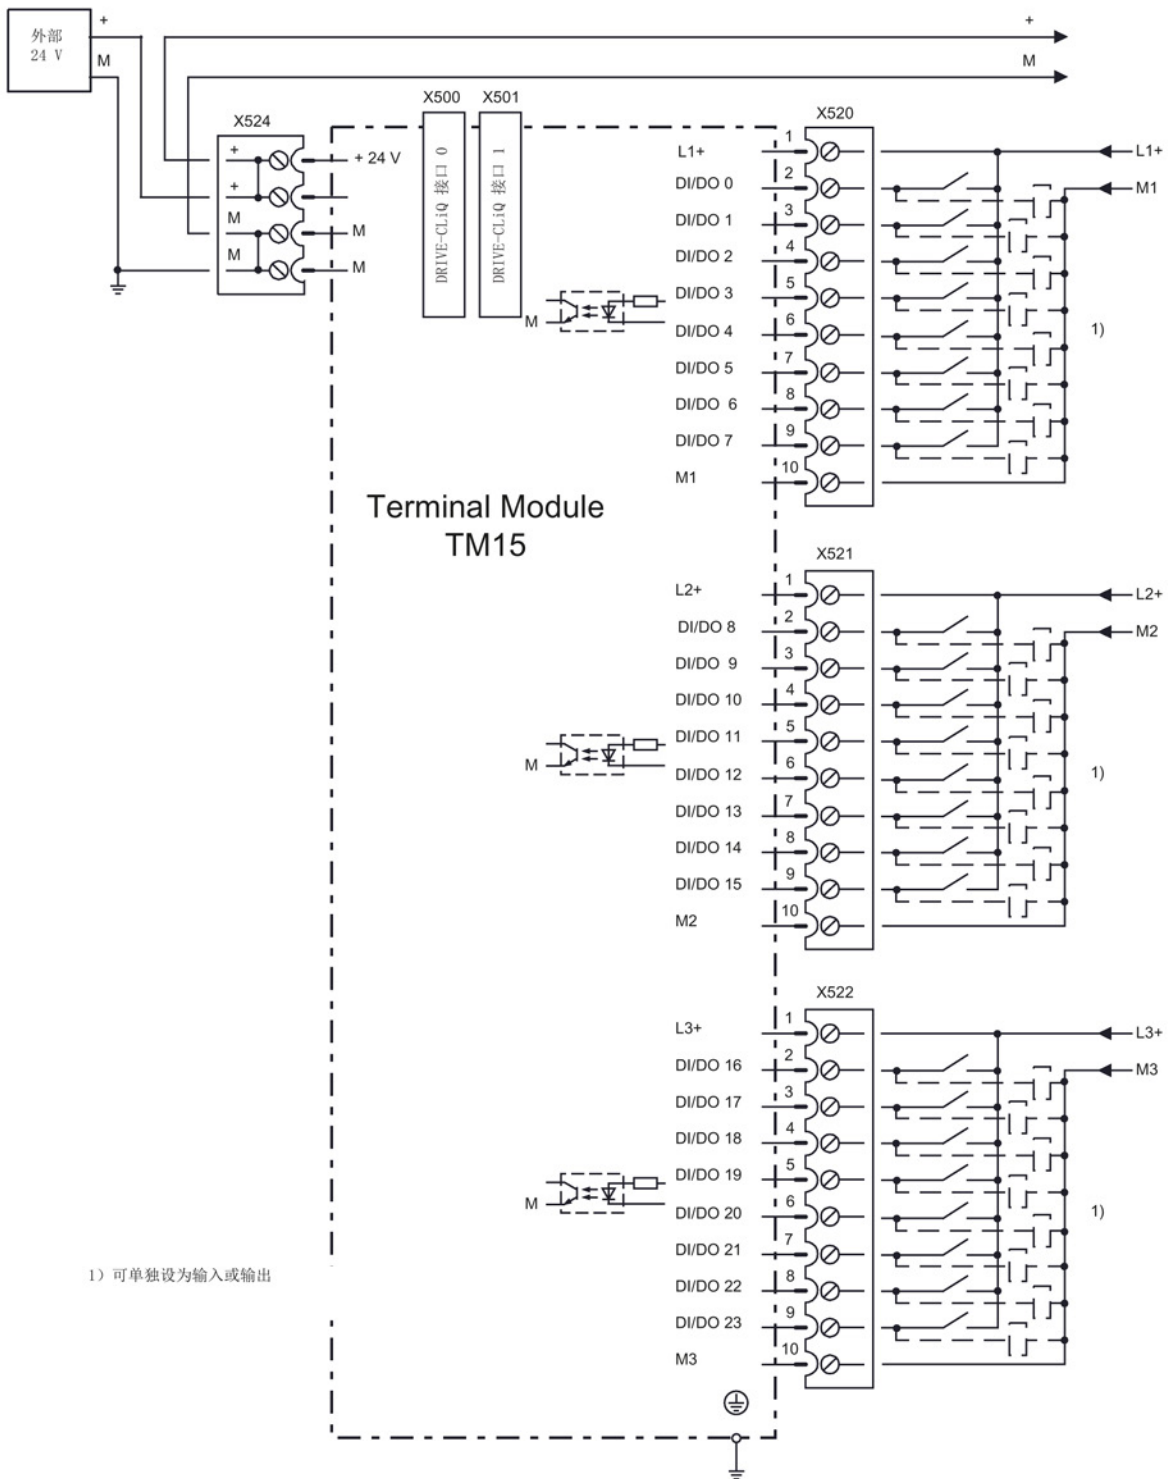 外部
24 V
+
M
+
M
X524
+
+
M
M
+ 24 V
M
M
X500
X501
DRIVE-CLiQ 接口 0
DRIVE-CLiQ 接口 1
M
Terminal Module
TM15
X520
L1+ 1
DI/DO 0 2
DI/DO 1 3
DI/DO 2 4
DI/DO 3 5
DI/DO 4 6
DI/DO 5 7
DI/DO 6 8
DI/DO 7 9
M1 10
L1+
M1
1)
X521
L2+ 1
DI/DO 8 2
DI/DO 9 3
DI/DO 10 4
DI/DO 11 5
DI/DO 12 6
DI/DO 13 7
DI/DO 14 8
DI/DO 15 9
M2 10
M
L2+
M2
1)
X522
L3+ 1
DI/DO 16 2
DI/DO 17 3
DI/DO 18 4
DI/DO 19 5
DI/DO 20 6
DI/DO 21 7
DI/DO 22 8
DI/DO 23 9
M3 10
M
L3+
M3
1)
1) 可单独设为输入或输出